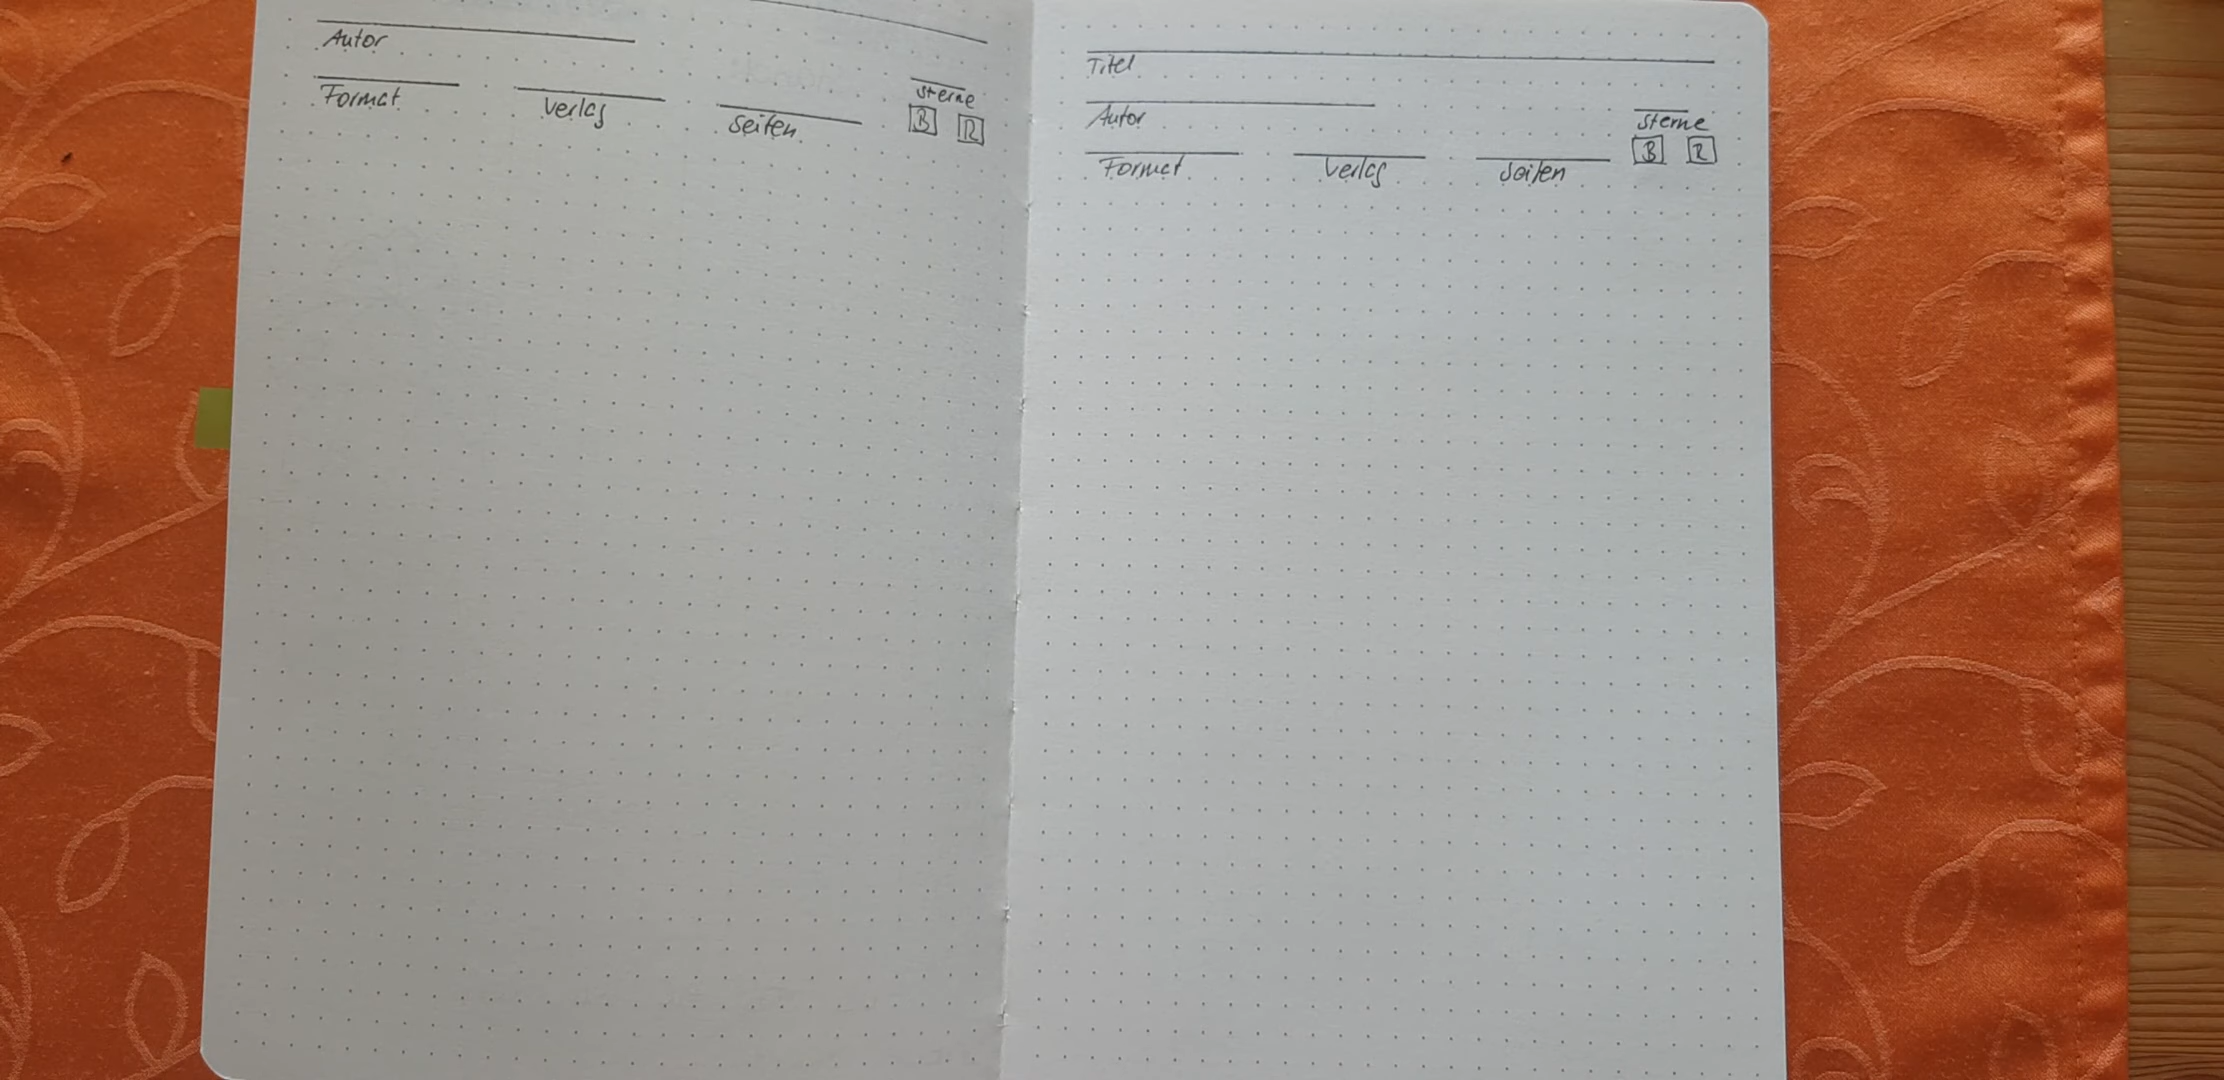 Autor
Format Verlag Seiten Sterne
B R
Titel
Autor
Sterne
B R
Format Verlag Seiten